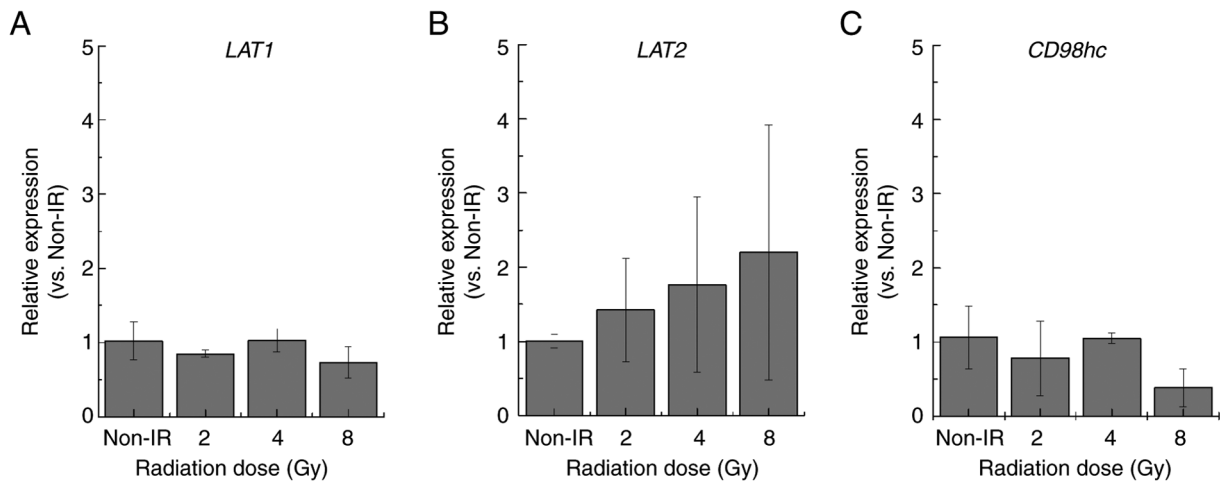 A
LAT1
Relative expression
(vs. Non-IR)
5
4
3
2
1
0
Non-IR 2 4 8
Radiation dose (Gy)
B
LAT2
Relative expression
(vs. Non-IR)
5
4
3
2
1
0
Non-IR 2 4 8
Radiation dose (Gy)
C
CD98hc
Relative expression
(vs. Non-IR)
5
4
3
2
1
0
Non-IR 2 4 8
Radiation dose (Gy)